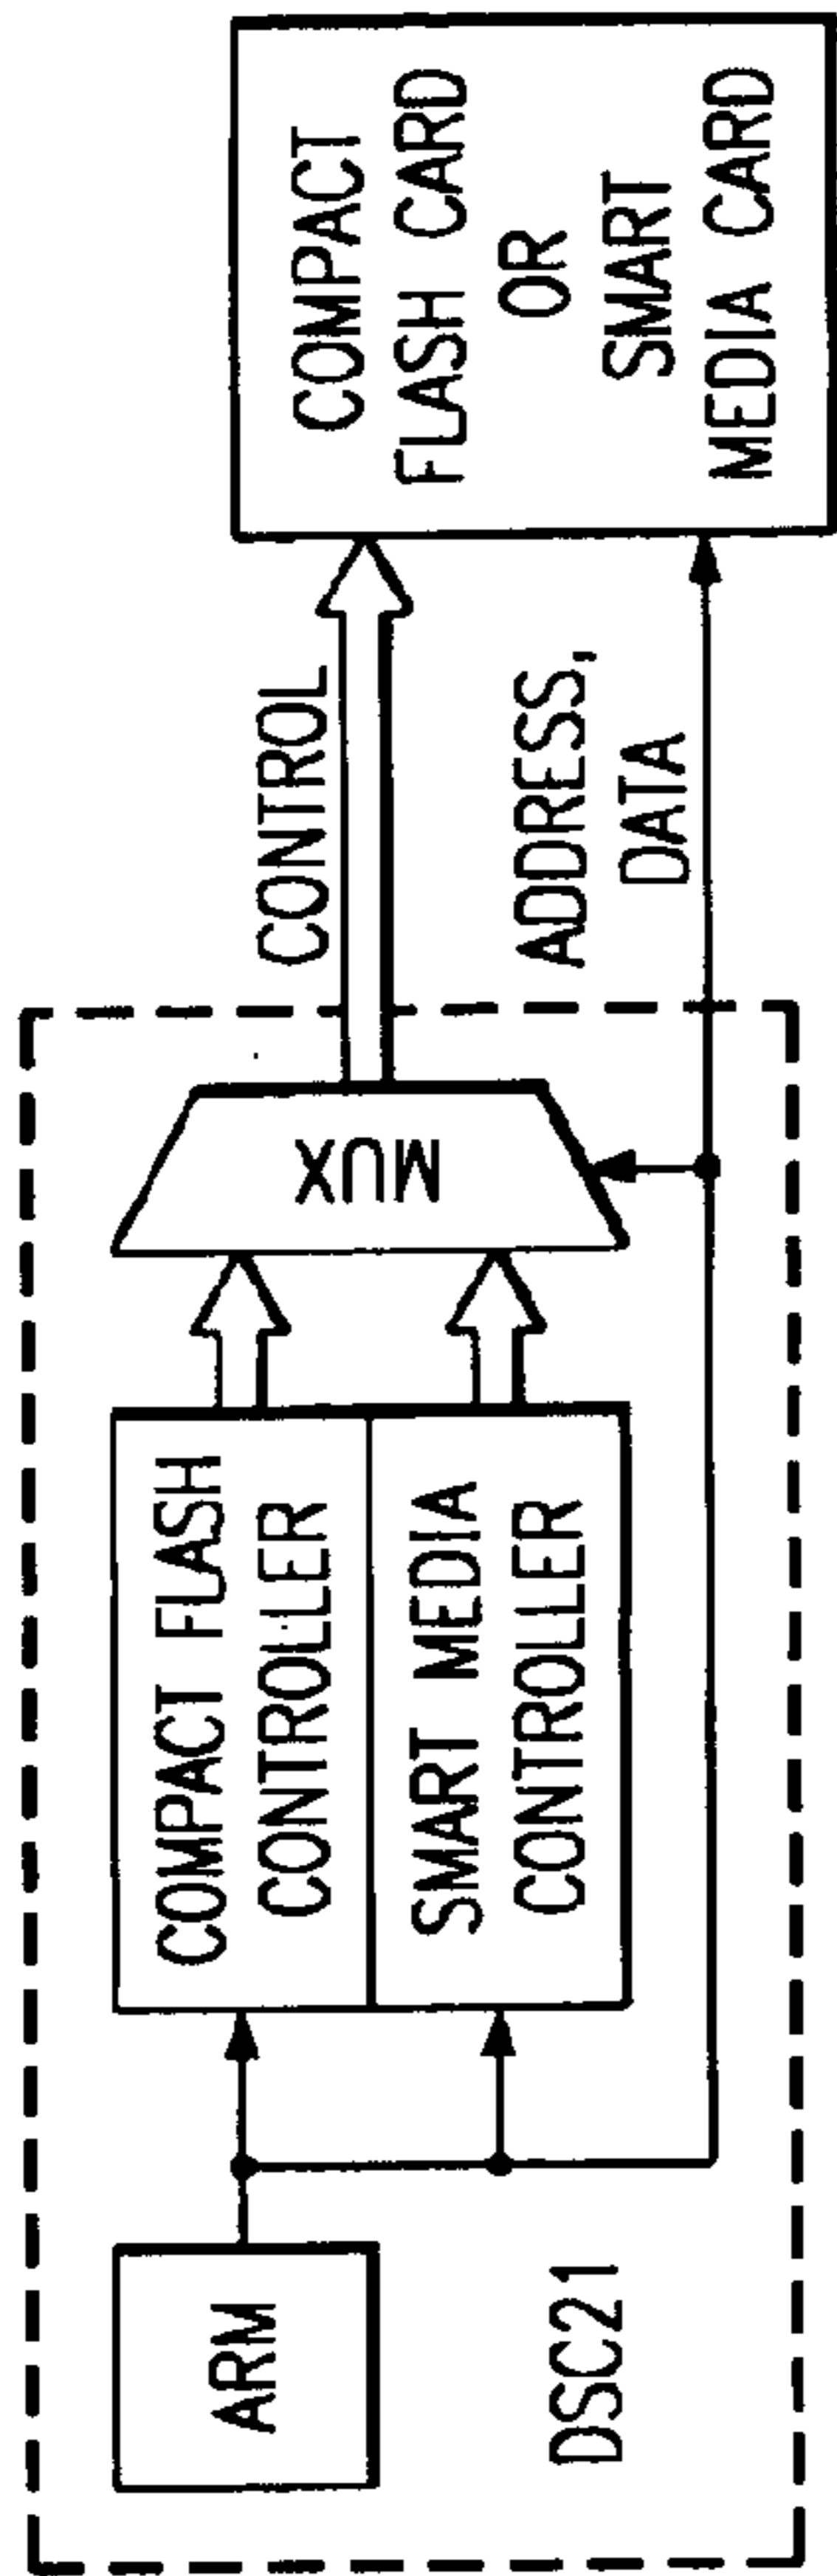 ARM
DSC21
COMPACT FLASH
CONTROLLER
SMART MEDIA
CONTROLLER
MUX
CONTROL
ADDRESS,
DATA
COMPACT
FLASH CARD
OR
SMART
MEDIA CARD